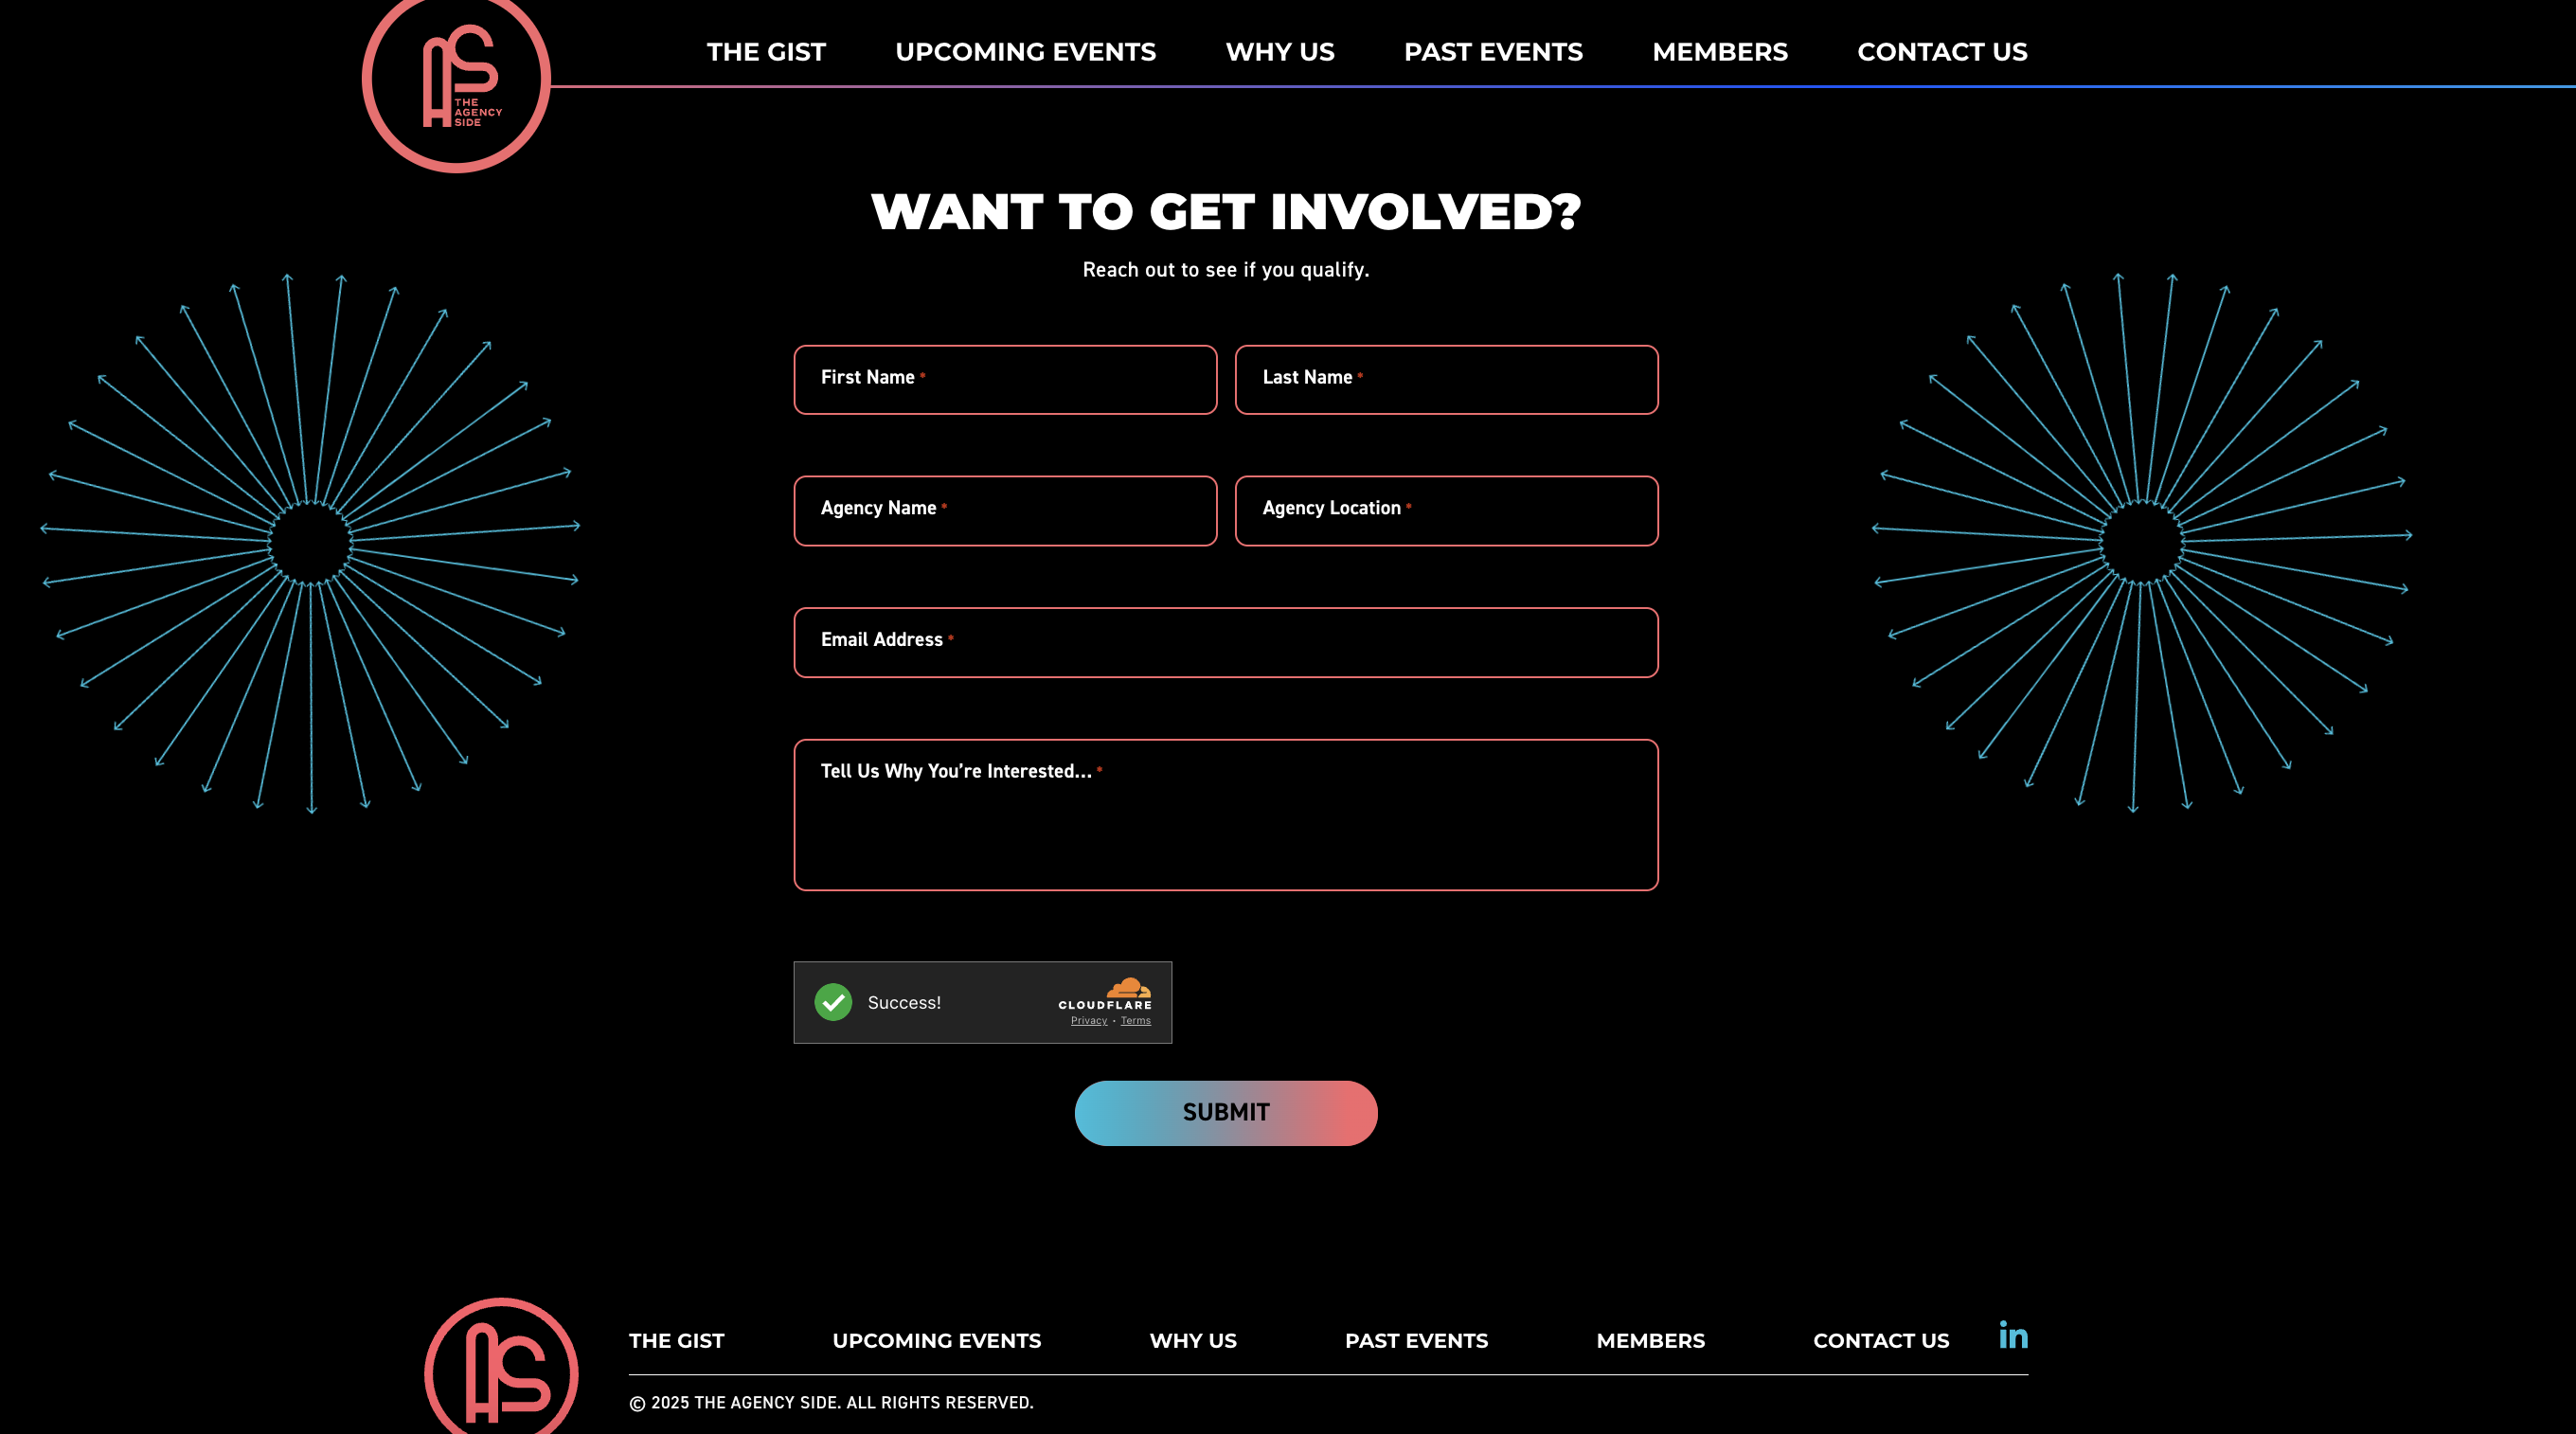 THE
AGENCY
SIDE
THE GIST UPCOMING EVENTS WHY US PAST EVENTS MEMBERS CONTACT US
WANT TO GET INVOLVED?
Reach out to see if you qualify.
First Name * Last Name *
Agency Name * Agency Location *
Email Address *
Tell Us Why You’re Interested... *
Success!
CLOUDFLARE
Privacy • Terms
SUBMIT
AS
THE GIST UPCOMING EVENTS WHY US PAST EVENTS MEMBERS CONTACT US in
© 2025 THE AGENCY SIDE. ALL RIGHTS RESERVED.